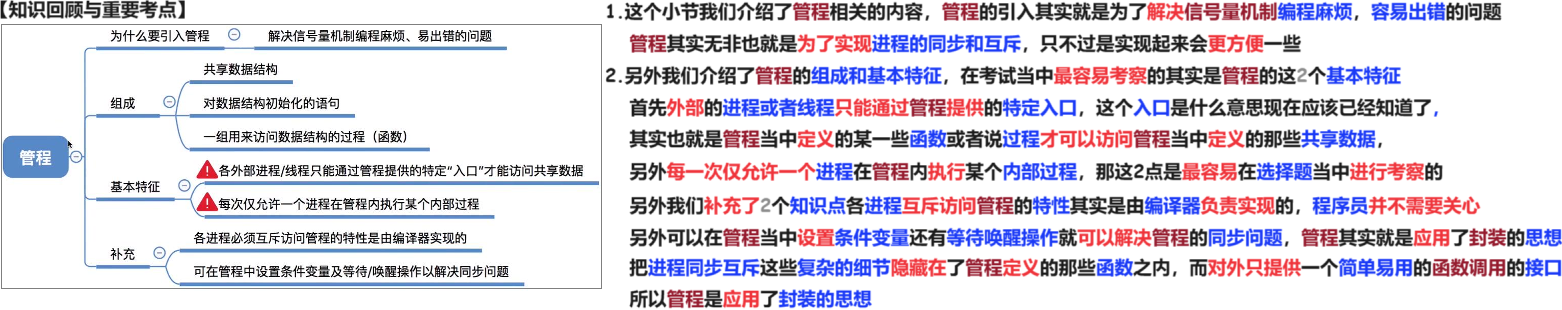 【知识回顾与重要考点】
管程
为什么要引入管程
解决信号量机制编程麻烦、易出错的问题
组成
共享数据结构
对数据结构初始化的语句
一组用来访问数据结构的过程（函数）
基本特征
各外部进程/线程只能通过管程提供的特定“入口”才能访问共享数据
每次仅允许一个进程在管程内执行某个内部过程
补充
各进程必须互斥访问管程的特性是由编译器实现的
可在管程中设置条件变量及等待/唤醒操作以解决同步问题
1.这个小节我们介绍了管程相关的内容，管程的引入其实就是为了解决信号量机制编程麻烦，容易出错的问题
管程其实无非也就是为了实现进程的同步和互斥，只不过是实现起来会更方便一些
2.另外我们介绍了管程的组成和基本特征，在考试当中最容易考察的其实是管程的这2个基本特征
首先外部的进程或者线程只能通过管程提供的特定入口，这个入口是什么意思现在应该已经知道了，
其实也就是管程当中定义的某一些函数或者说过程才可以访问管程当中定义的那些共享数据，
另外每一次仅允许一个进程在管程内执行某个内部过程，那这2点是最容易在选择题当中进行考察的
另外我们补充了2个知识点各进程互斥访问管程的特性其实是由编译器负责实现的，程序员并不需要关心
另外可以在管程当中设置条件变量还有等待唤醒操作就可以解决管程的同步问题，管程其实就是应用了封装的思想
把进程同步互斥这些复杂的细节隐藏在了管程定义的那些函数之内，而对外只提供一个简单易用的函数调用的接口
所以管程是应用了封装的思想